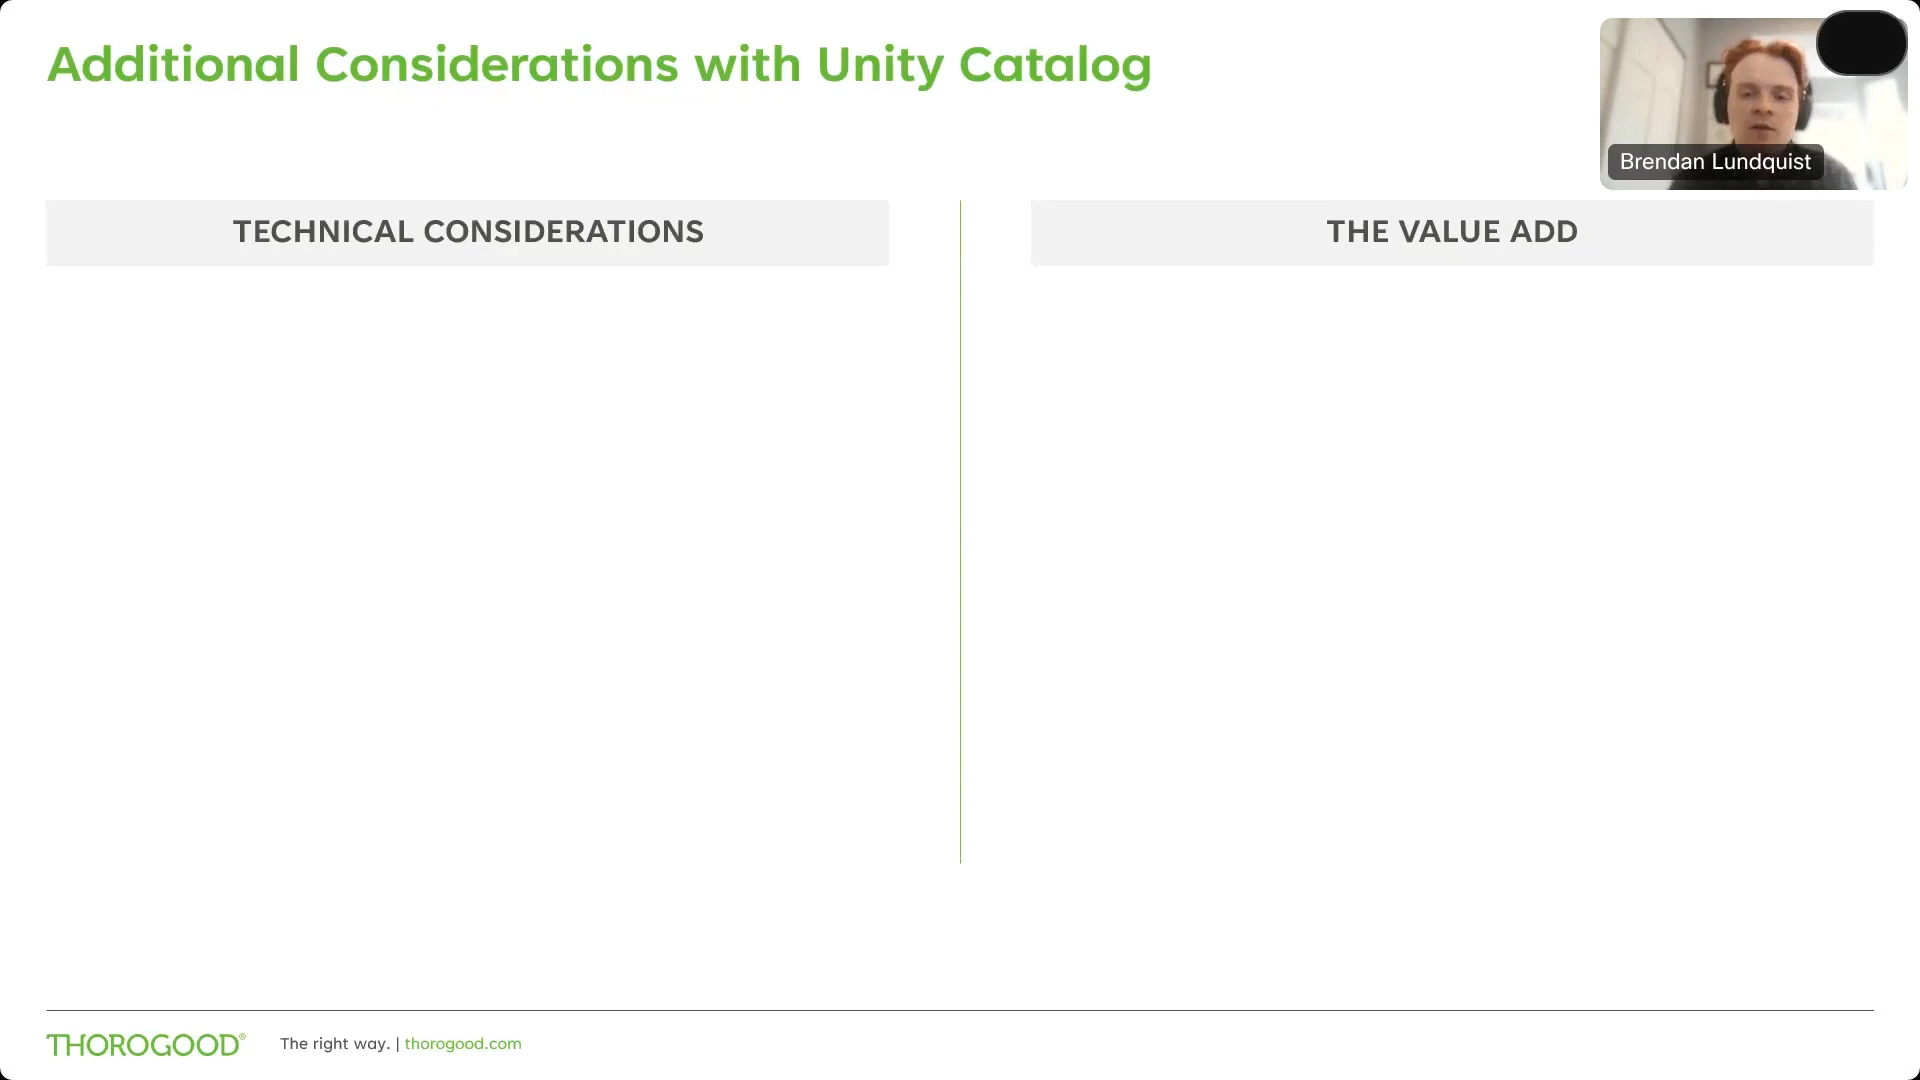 Additional Considerations with Unity Catalog
Brendan Lundquist
TECHNICAL CONSIDERATIONS
THE VALUE ADD
THOROGOOD®
The right way. | thorogood.com